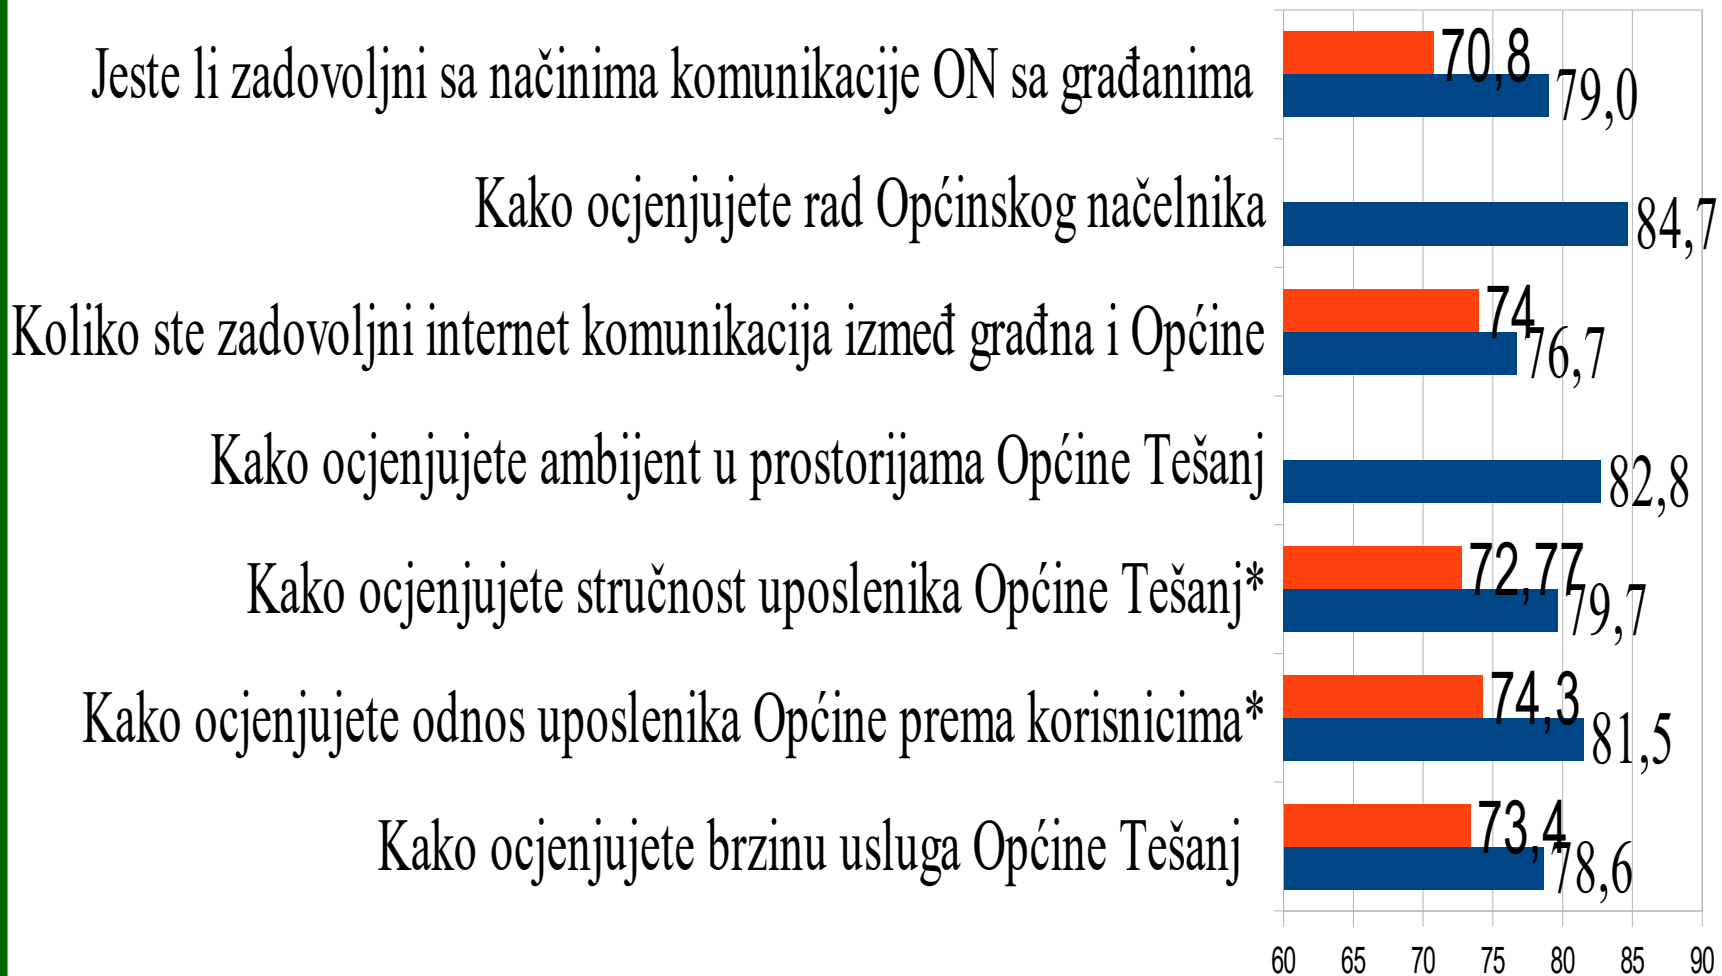 Jeste li zadovoljni sa načinima komunikacije ON sa građanima
70,8
79,0
Kako ocjenjujete rad Općinskog načelnika
84,7
Koliko ste zadovoljni internet komunikacija izmeđ građna i Općine
74
76,7
Kako ocjenjujete ambijent u prostorijama Općine Tešanj
82,8
Kako ocjenjujete stručnost uposlenika Općine Tešanj*
72,77
79,7
Kako ocjenjujete odnos uposlenika Općine prema korisnicima*
74,3
81,5
Kako ocjenjujete brzinu usluga Općine Tešanj
73,4
78,6
60 65 70 75 80 85 90